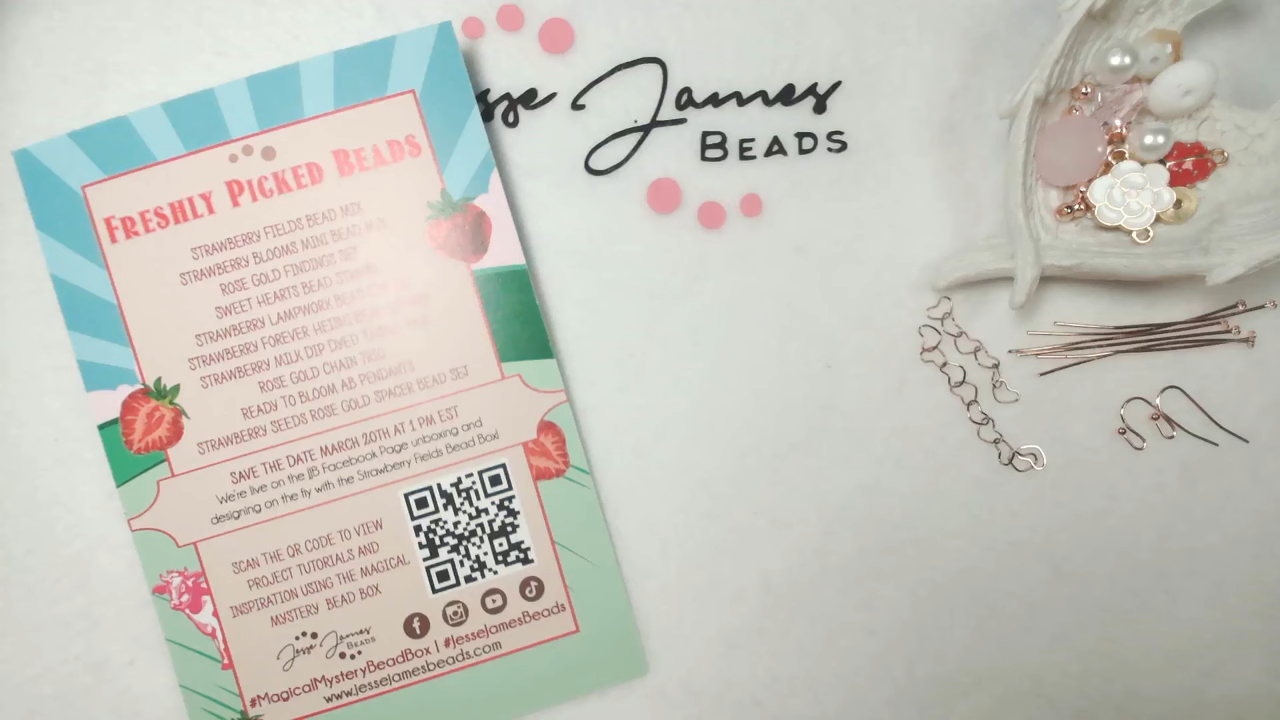 Jesse James
BEADS
FRESHLY PICKED BEADS
STRAWBERRY FIELDS BEAD MIX
STRAWBERRY BLOOMS MINI BEAD MIX
ROSE GOLD FINDINGS SET
SWEET HEARTS BEAD
STRAWBERRY LAMPWORK
STRAWBERRY FOREVER
STRAWBERRY MILK DIP DYED
ROSE GOLD CHAIN TRIO
READY TO BLOOM AB PENDANTS
STRAWBERRY SEEDS ROSE GOLD SPACER BEAD SET
SAVE THE DATE MARCH 20TH AT 1 PM EST
We're live on the JJB Facebook Page unboxing and
designing on the fly with the Strawberry Fields Bead Box!
SCAN THE QR CODE TO VIEW
PROJECT TUTORIALS AND
INSPIRATION USING THE MAGICAL
MYSTERY BEAD BOX
Jesse James
BEADS
#MagicalMysteryBeadBox | #JesseJamesBeads
www.jessejamesbeads.com